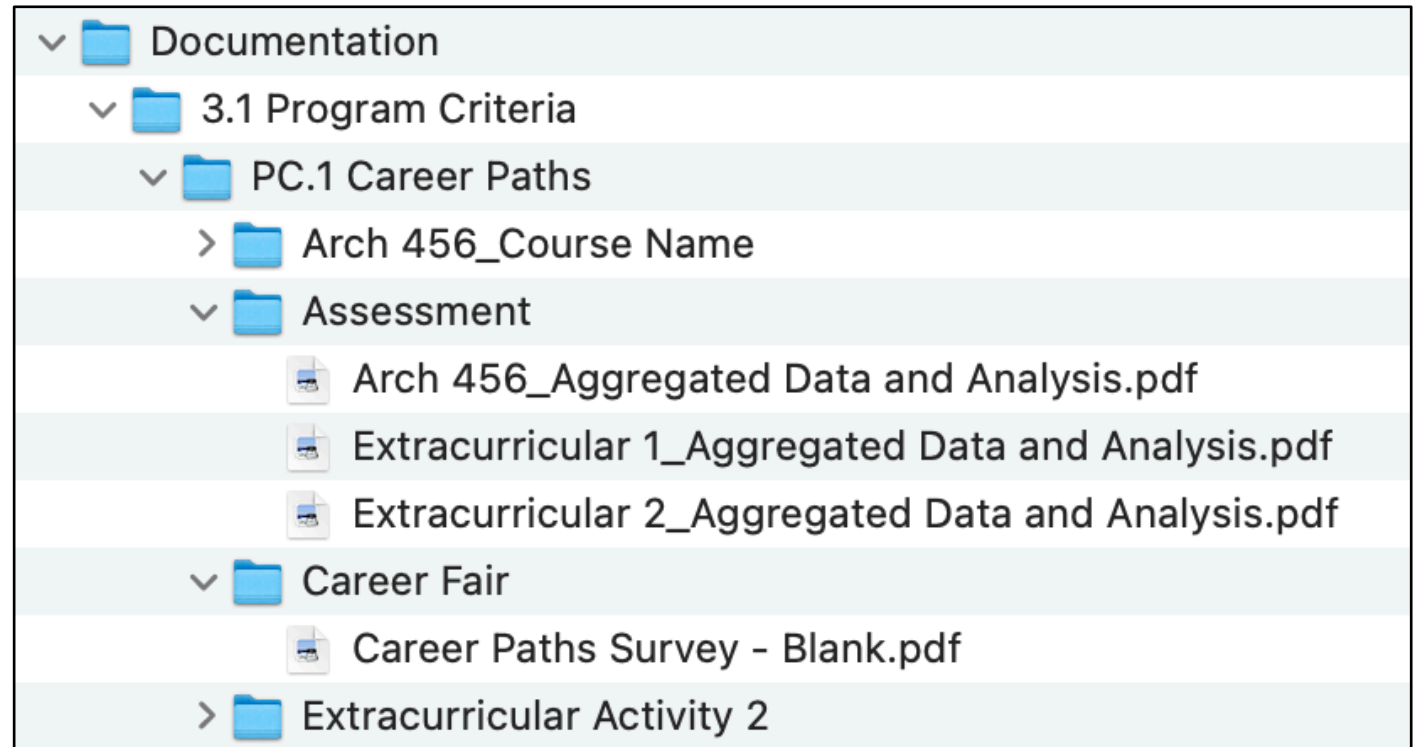 Documentation
3.1 Program Criteria
PC.1 Career Paths
Arch 456_Course Name
Assessment
Arch 456_Aggregated Data and Analysis.pdf
Extracurricular 1_Aggregated Data and Analysis.pdf
Extracurricular 2_Aggregated Data and Analysis.pdf
Career Fair
Career Paths Survey - Blank.pdf
Extracurricular Activity 2